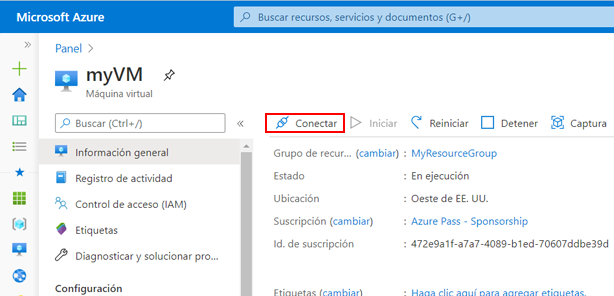 Microsoft Azure
Buscar recursos, servicios y documentos (G+/)
Panel >
myVM
Máquina virtual
Buscar (Ctrl+/) «
Conectar Iniciar Reiniciar Detener Captura
Información general
Registro de actividad
Control de acceso (IAM)
Etiquetas
Diagnosticar y solucionar pro...
Configuración
Grupo de recur... (cambiar) : MyResourceGroup
Estado : En ejecución
Ubicación : Oeste de EE. UU.
Suscripción (cambiar) : Azure Pass - Sponsorship
Id. de suscripción : 472e9a1f-a7a7-4089-b1ed-70607ddbe39d
Etiquetas (cambiar) : Haga clic aquí para agregar etiquetas.